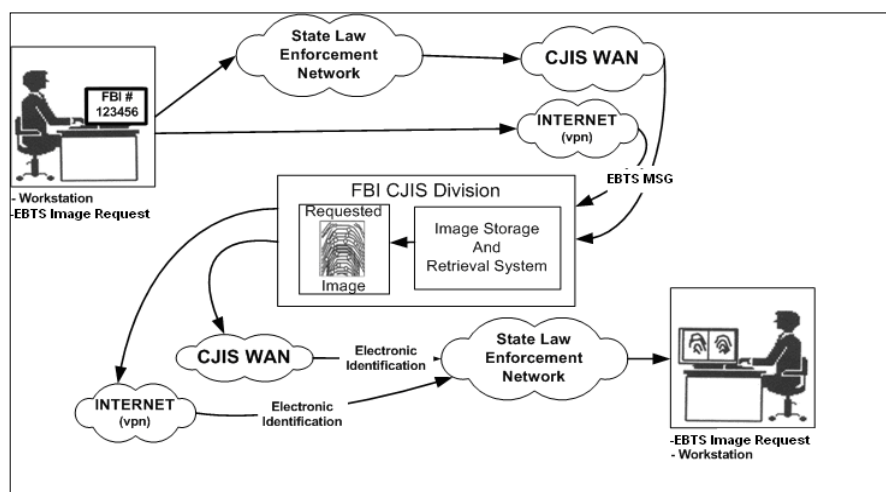 State Law
Enforcement
Network
CJIS WAN
FBI #
123456
INTERNET
(vpn)
EBTS MSG
- Workstation
-EBTS Image Request
FBI CJIS Division
Requested
Image
Image Storage
And
Retrieval System
CJIS WAN
Electronic
Identification
State Law
Enforcement
Network
INTERNET
(vpn)
Electronic
Identification
-EBTS Image Request
- Workstation